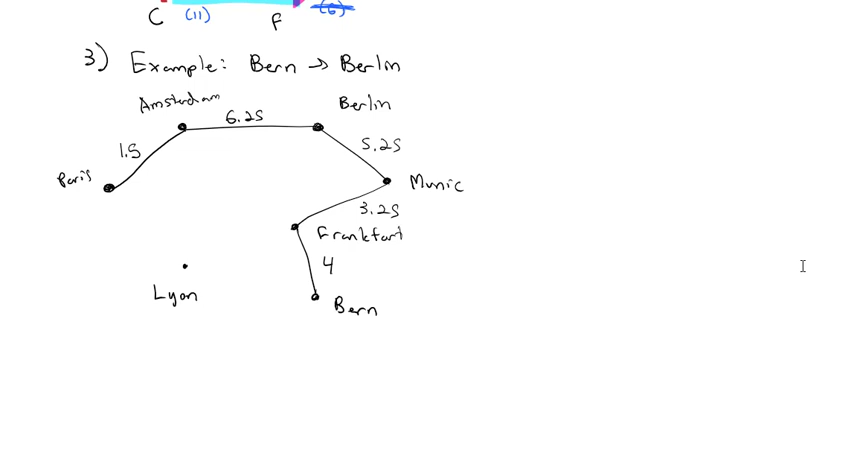 C (11) F (6)
3) Example: Bern → Berlin
Amsterdam 6.25 Berlin
1.5 5.25
Paris Munic
3.25
Frankfurt
4
Lyon Bern